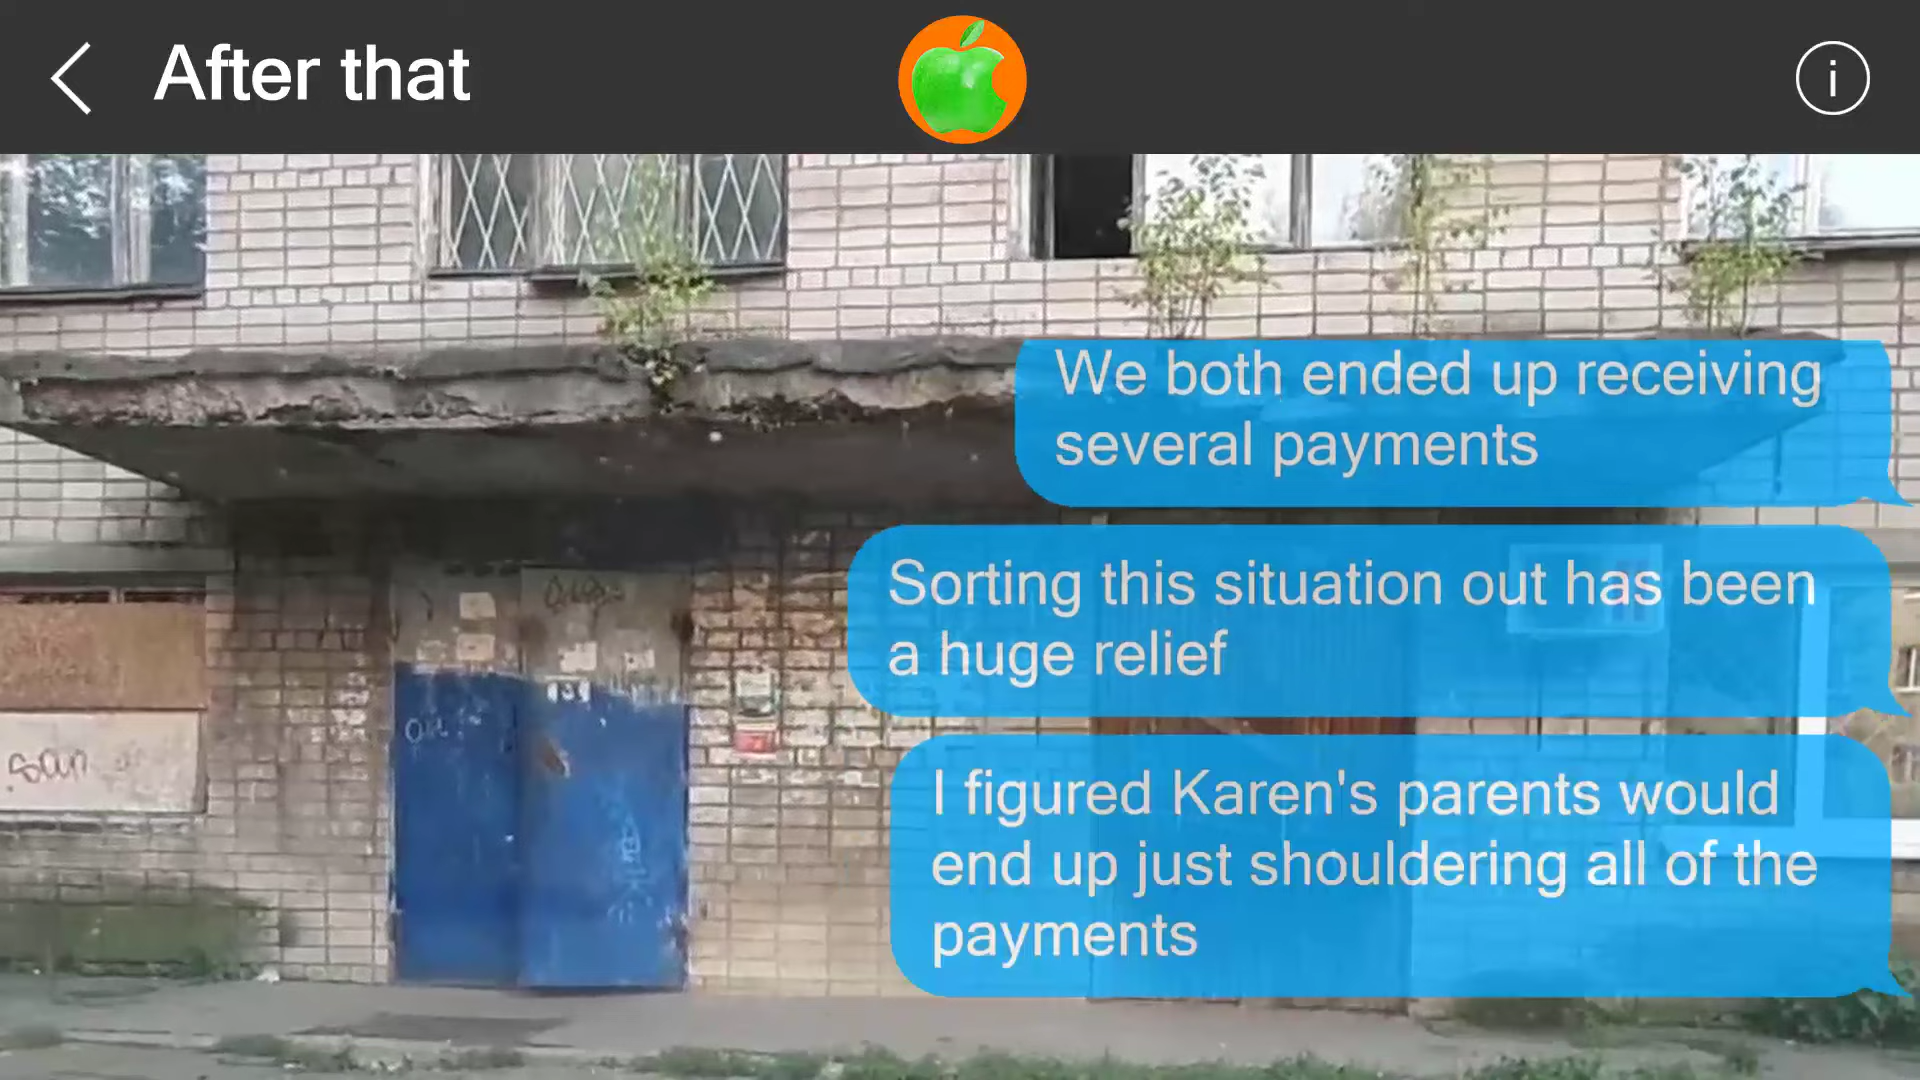 After that
We both ended up receiving
several payments
Sorting this situation out has been
a huge relief
I figured Karen's parents would
end up just shouldering all of the
payments